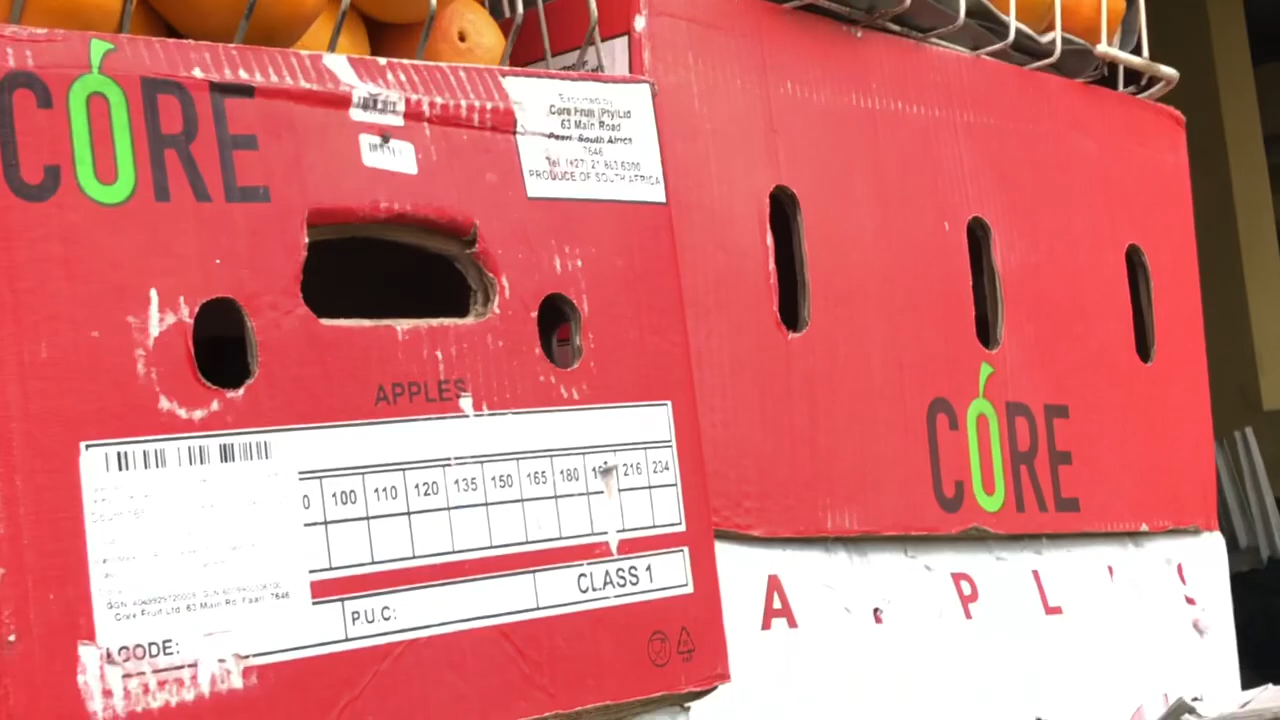 CORE
Exported by
Core Fruit (Pty)Ltd
63 Main Road
Paarl, South Africa
7646
Tel (+27) 21 863 6300
PRODUCE OF SOUTH AFRICA
APPLES
100 110 120 135 150 165 180 216 234
Core Fruit Ltd. 63 Main Rd. Paarl. 7646
CODE:
P.U.C:
CLASS 1
CORE
A P L